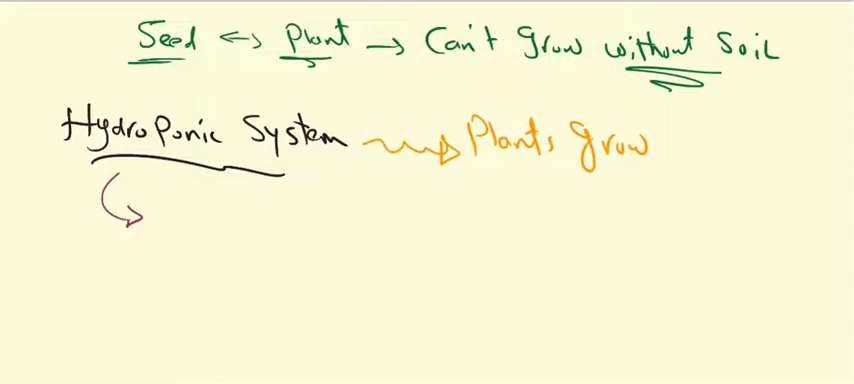 Seed ↔ Plant → Can't grow without Soil
Hydroponic System → Plants grow